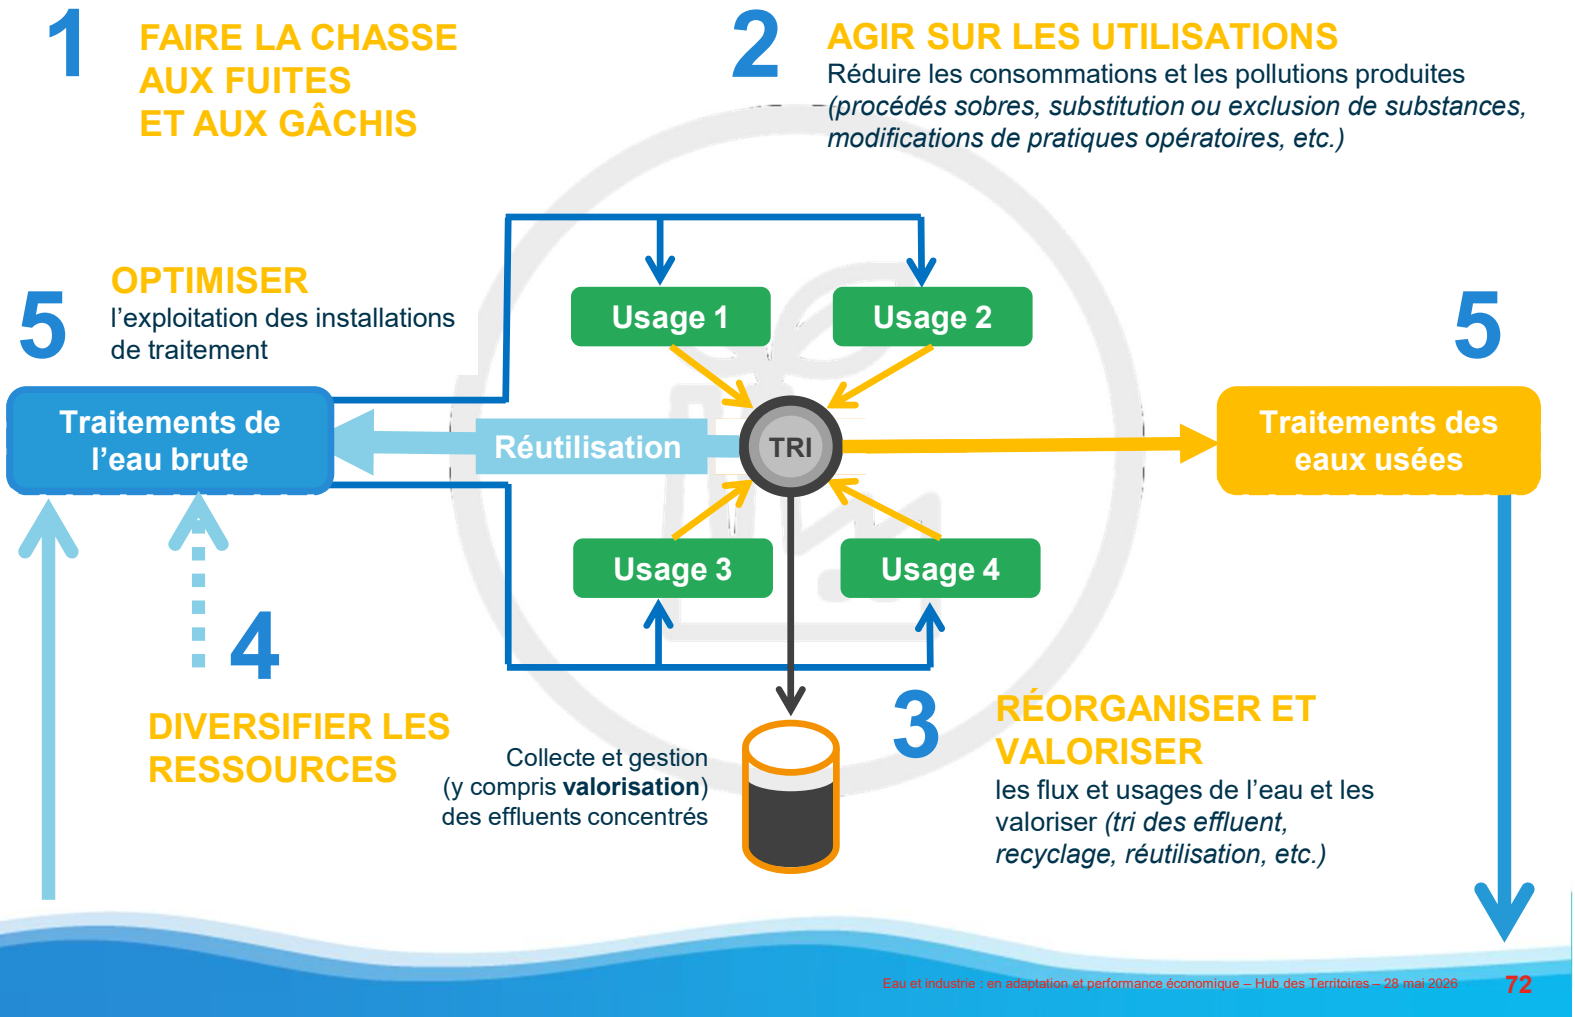 1
FAIRE LA CHASSE
AUX FUITES
ET AUX GÂCHIS
2
AGIR SUR LES UTILISATIONS
Réduire les consommations et les pollutions produites
(procédés sobres, substitution ou exclusion de substances,
modifications de pratiques opératoires, etc.)
5
OPTIMISER
l’exploitation des installations
de traitement
Usage 1
Usage 2
5
Traitements de
l’eau brute
Réutilisation
TRI
Traitements des
eaux usées
Usage 3
Usage 4
4
DIVERSIFIER LES
RESSOURCES
Collecte et gestion
(y compris valorisation)
des effluents concentrés
3
RÉORGANISER ET
VALORISER
les flux et usages de l’eau et les
valoriser (tri des effluent,
recyclage, réutilisation, etc.)
Eau et industrie : en adaptation et performance économique – Hub des Territoires – 28 mai 2026
72